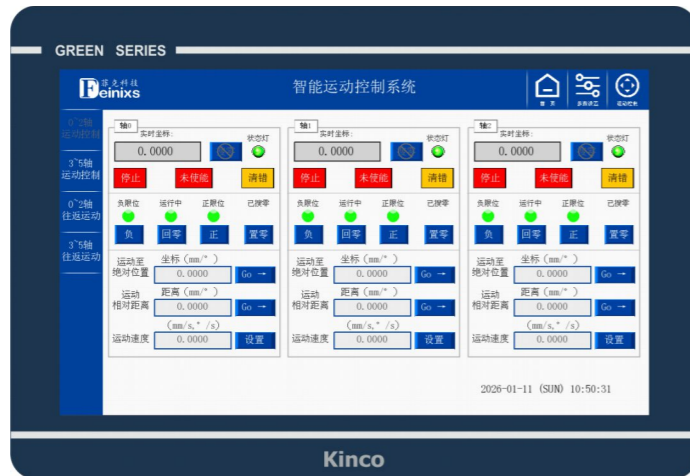 GREEN SERIES
菲尼科技
Feinixs
智能运动控制系统
首页
参数设置
运动控制
0~2轴
运动控制
3~5轴
运动控制
0~2轴
往返运动
3~5轴
往返运动
轴0
实时坐标:
状态灯
0.0000
停止
未使能
清错
负限位
运行中
正限位
已搜零
负
回零
正
置零
运动至
绝对位置
坐标(mm/°)
0.0000
Go →
运动
相对距离
距离(mm/°)
0.0000
Go →
运动速度
(mm/s,°/s)
0.0000
设置
轴1
实时坐标:
状态灯
0.0000
停止
未使能
清错
负限位
运行中
正限位
已搜零
负
回零
正
置零
运动至
绝对位置
坐标(mm/°)
0.0000
Go →
运动
相对距离
距离(mm/°)
0.0000
Go →
运动速度
(mm/s,°/s)
0.0000
设置
轴2
实时坐标:
状态灯
0.0000
停止
未使能
清错
负限位
运行中
正限位
已搜零
负
回零
正
置零
运动至
绝对位置
坐标(mm/°)
0.0000
Go →
运动
相对距离
距离(mm/°)
0.0000
Go →
运动速度
(mm/s,°/s)
0.0000
设置
2026-01-11 (SUN) 10:50:31
Kinco